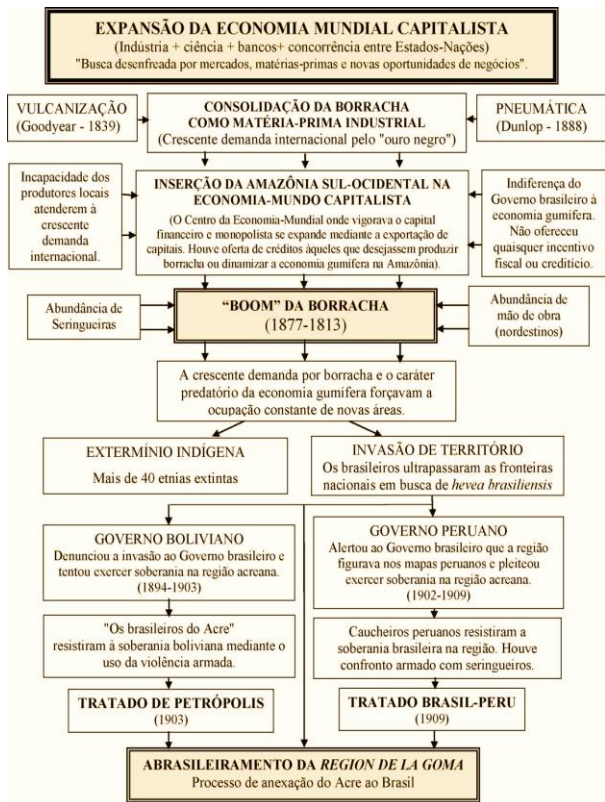 EXPANSÃO DA ECONOMIA MUNDIAL CAPITALISTA
(Indústria + ciência + bancos+ concorrência entre Estados-Nações)
"Busca desenfreada por mercados, matérias-primas e novas oportunidades de negócios".
VULCANIZAÇÃO
(Goodyear - 1839)
CONSOLIDAÇÃO DA BORRACHA
COMO MATÉRIA-PRIMA INDUSTRIAL
(Crescente demanda internacional pelo "ouro negro")
PNEUMÁTICA
(Dunlop - 1888)
Incapacidade dos
produtores locais
atenderem à
crescente
demanda
internacional.
INSERÇÃO DA AMAZÔNIA SUL-OCIDENTAL NA
ECONOMIA-MUNDO CAPITALISTA
(O Centro da Economia-Mundial onde vigorava o capital
financeiro e monopolista se expande mediante a exportação de
capitais. Houve oferta de créditos àqueles que desejassem produzir
borracha ou dinamizar a economia gumífera na Amazônia).
Indiferença do
Governo brasileiro à
economia gumífera.
Não ofereceu
quaisquer incentivo
fiscal ou creditício.
Abundância de
Seringueiras
"BOOM" DA BORRACHA
(1877-1813)
Abundância de
mão de obra
(nordestinos)
A crescente demanda por borracha e o caráter
predatório da economia gumífera forçavam a
ocupação constante de novas áreas.
EXTERMÍNIO INDÍGENA
Mais de 40 etnias extintas
INVASÃO DE TERRITÓRIO
Os brasileiros ultrapassaram as fronteiras
nacionais em busca de hevea brasiliensis
GOVERNO BOLIVIANO
Denunciou a invasão ao Governo brasileiro e
tentou exercer soberania na região acreana.
(1894-1903)
GOVERNO PERUANO
Alertou ao Governo brasileiro que a região
figurava nos mapas peruanos e pleiteou
exercer soberania na região acreana.
(1902-1909)
"Os brasileiros do Acre"
resistiram à soberania boliviana mediante o
uso da violência armada.
Caucheiros peruanos resistiram a
soberania brasileira na região. Houve
confronto armado com seringueiros.
TRATADO DE PETRÓPOLIS
(1903)
TRATADO BRASIL-PERU
(1909)
ABRASILEIRAMENTO DA REGION DE LA GOMA
Processo de anexação do Acre ao Brasil